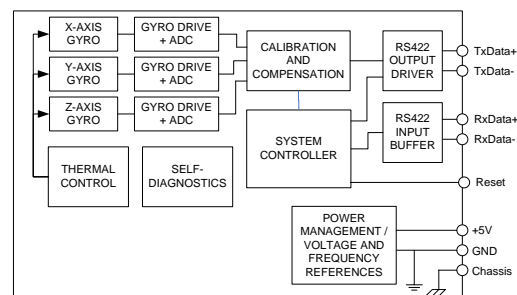 X-AXIS
GYRO
GYRO DRIVE
+ ADC
Y-AXIS
GYRO
GYRO DRIVE
+ ADC
Z-AXIS
GYRO
GYRO DRIVE
+ ADC
CALIBRATION
AND
COMPENSATION
RS422
OUTPUT
DRIVER
TxData+
TxData-
RS422
INPUT
BUFFER
RxData+
RxData-
SYSTEM
CONTROLLER
Reset
THERMAL
CONTROL
SELF-
DIAGNOSTICS
POWER
MANAGEMENT /
VOLTAGE AND
FREQUENCY
REFERENCES
+5V
GND
Chassis